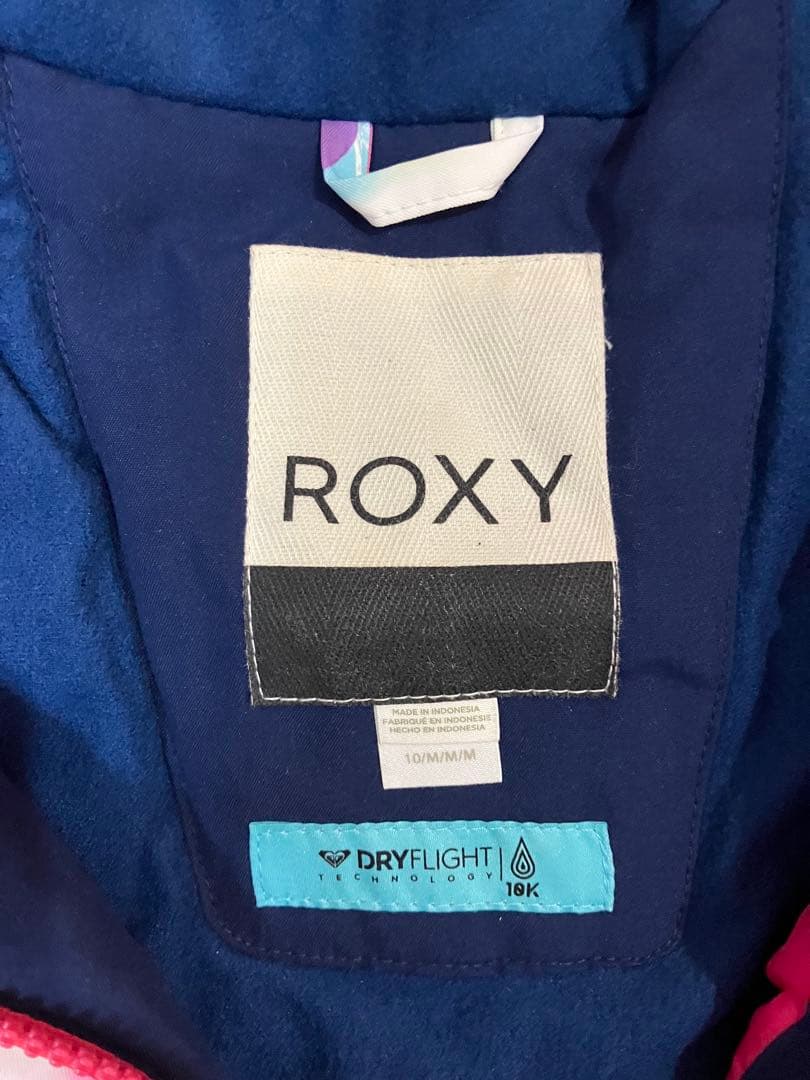 ROXY
MADE IN INDONESIA
FABRIQUÉ EN INDONESIE
HECHO EN INDONESIA
10/M/M/M
DRYFLIGHT
TECHNOLOGY
10K